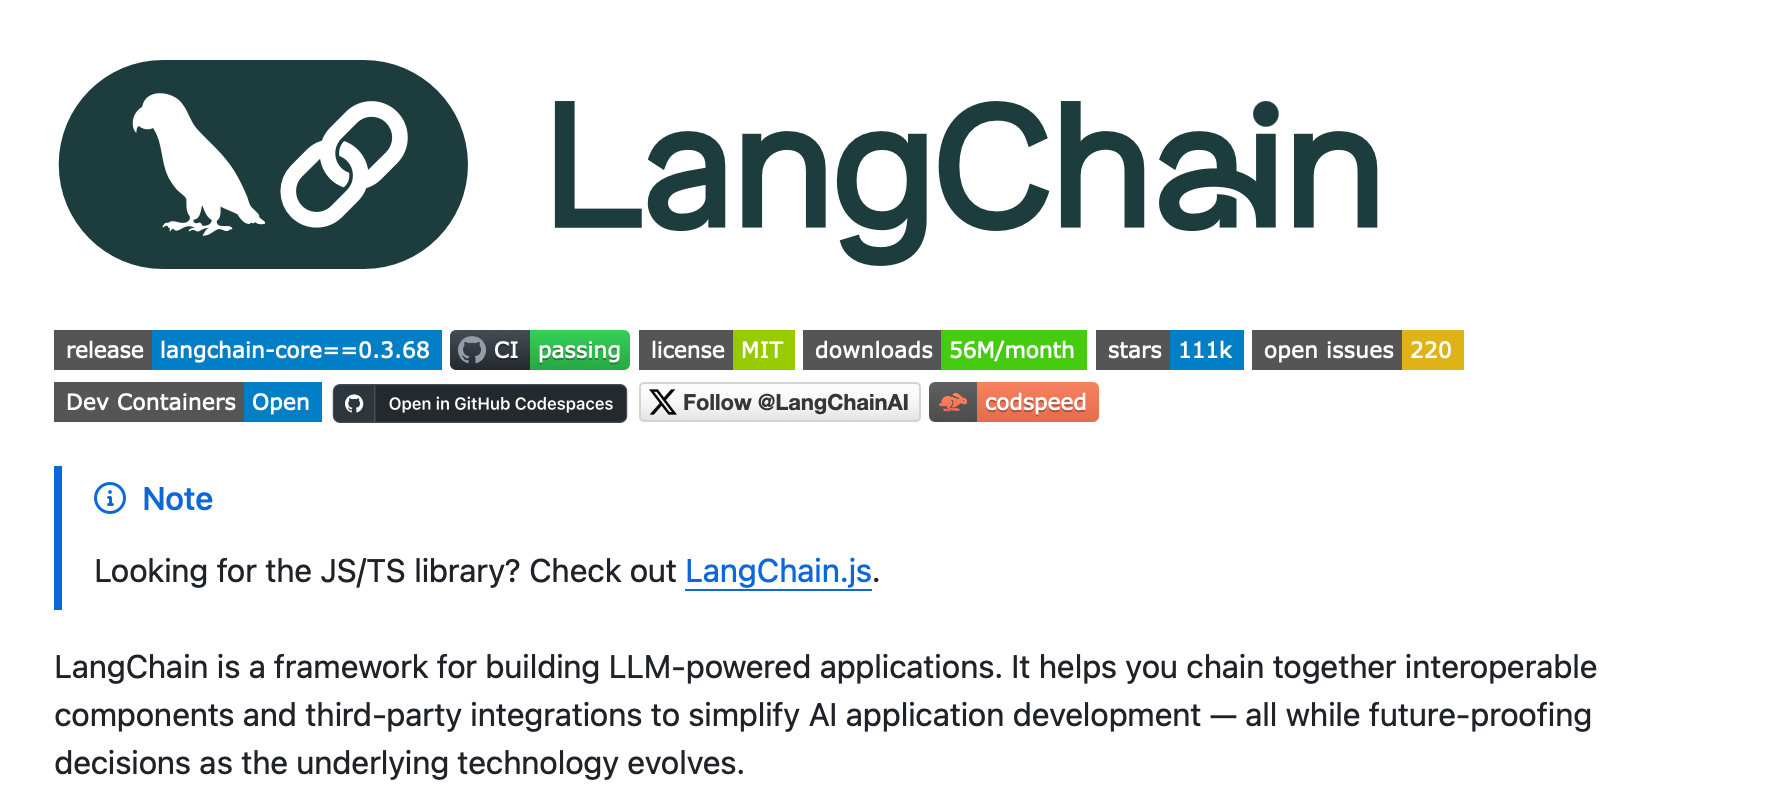 LangChain
release langchain-core==0.3.68 CI passing license MIT downloads 56M/month stars 111k open issues 220
Dev Containers Open Open in GitHub Codespaces Follow @LangChainAI codspeed
Note
Looking for the JS/TS library? Check out LangChain.js.
LangChain is a framework for building LLM-powered applications. It helps you chain together interoperable
components and third-party integrations to simplify AI application development — all while future-proofing
decisions as the underlying technology evolves.